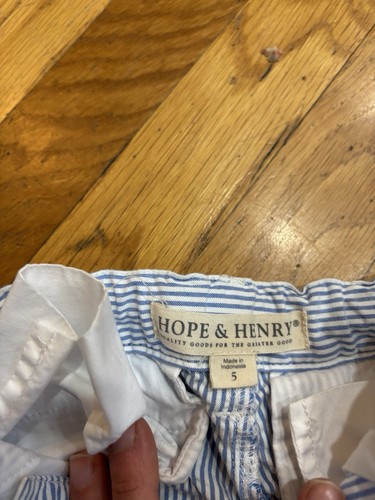 HOPE & HENRY®
QUALITY GOODS FOR THE GREATER GOOD
Made in
Indonesia
5